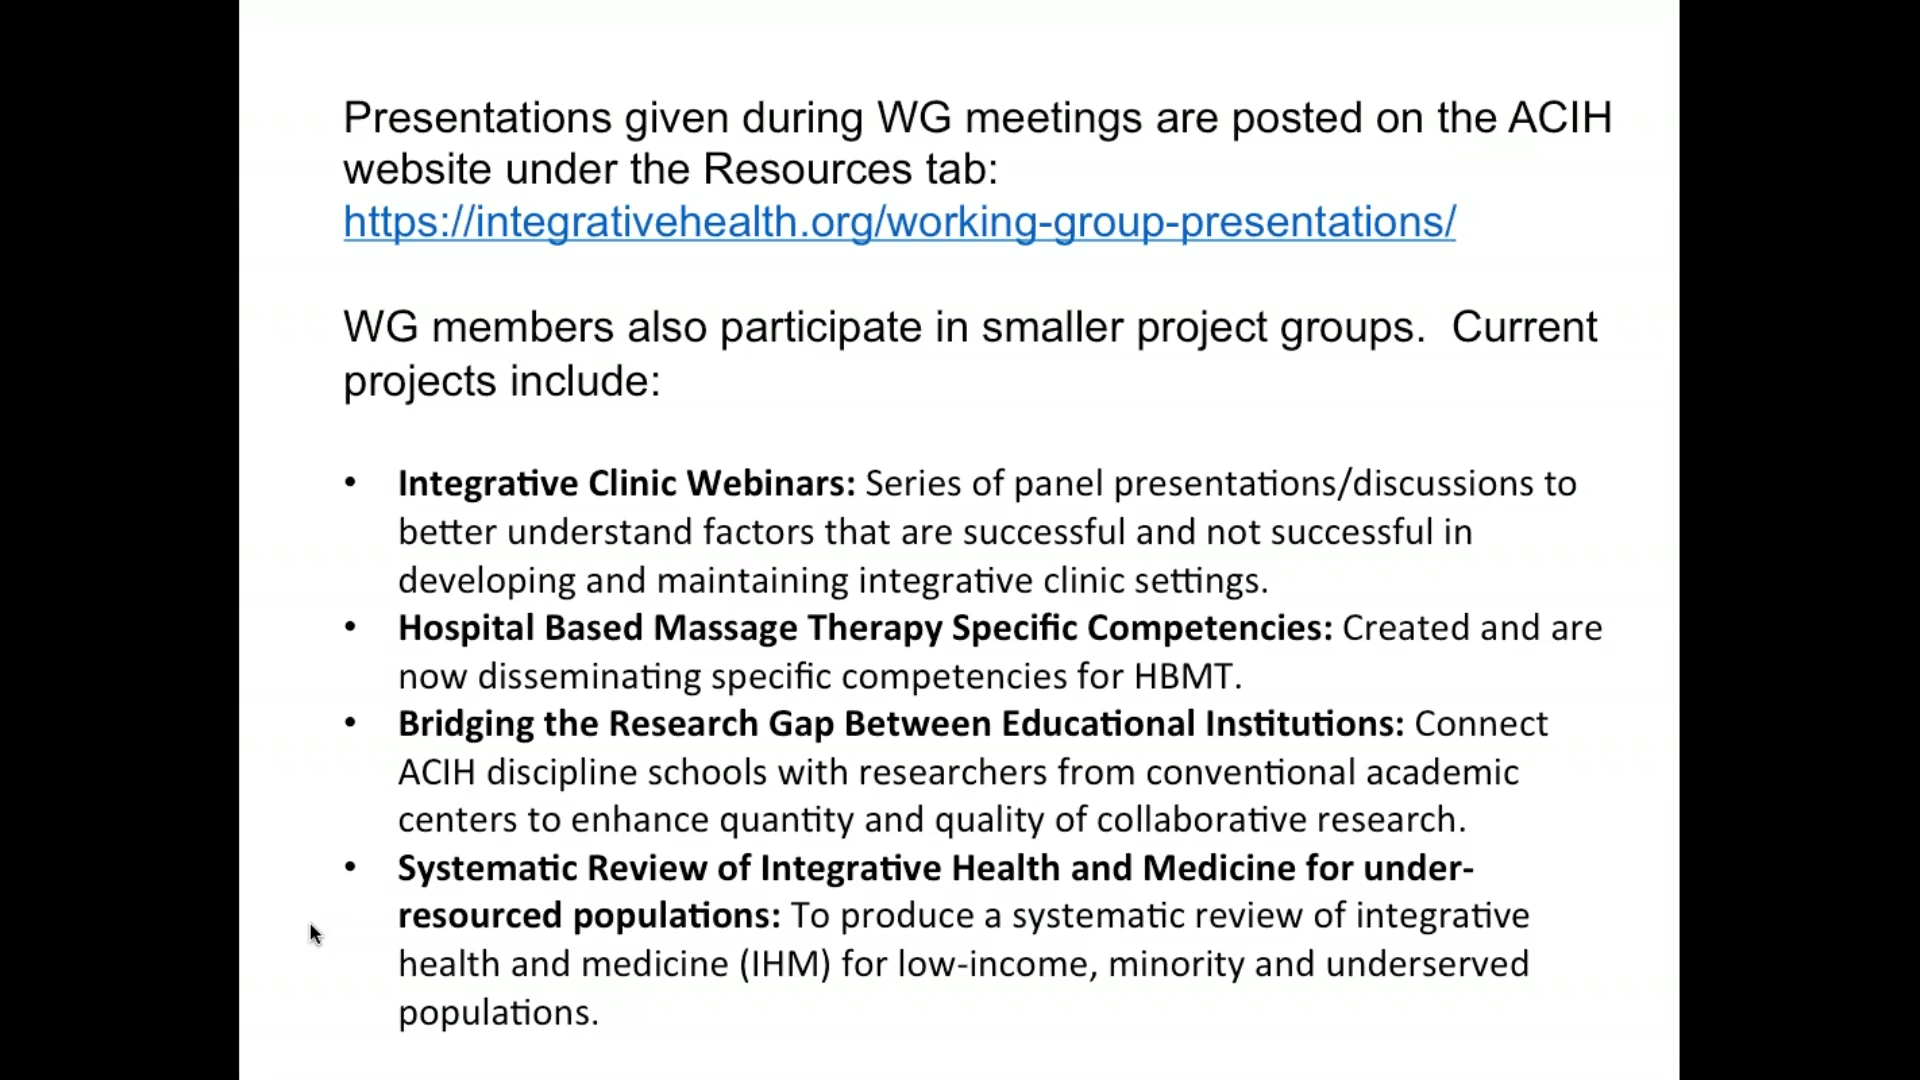 Presentations given during WG meetings are posted on the ACIH
website under the Resources tab:
https://integrativehealth.org/working-group-presentations/
WG members also participate in smaller project groups.  Current
projects include:
• Integrative Clinic Webinars: Series of panel presentations/discussions to
better understand factors that are successful and not successful in
developing and maintaining integrative clinic settings.
• Hospital Based Massage Therapy Specific Competencies: Created and are
now disseminating specific competencies for HBMT.
• Bridging the Research Gap Between Educational Institutions: Connect
ACIH discipline schools with researchers from conventional academic
centers to enhance quantity and quality of collaborative research.
• Systematic Review of Integrative Health and Medicine for under-
resourced populations: To produce a systematic review of integrative
health and medicine (IHM) for low-income, minority and underserved
populations.